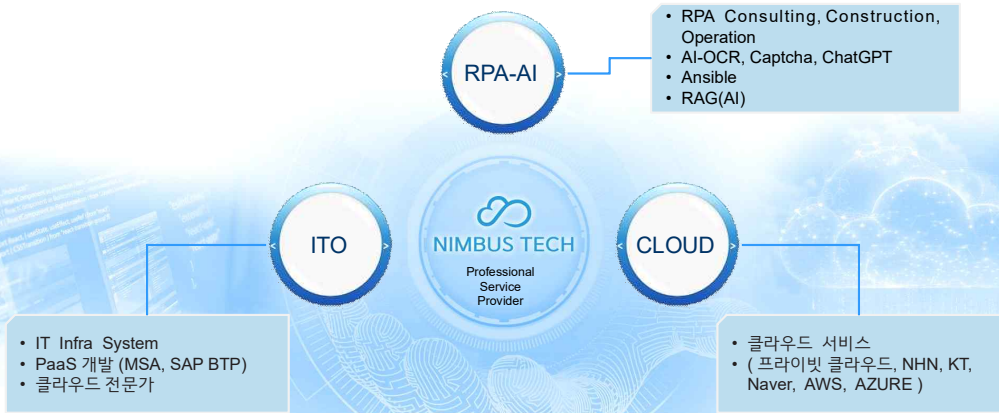 RPA-AI
• RPA Consulting, Construction,
Operation
• AI-OCR, Captcha, ChatGPT
• Ansible
• RAG(AI)
ITO
NIMBUS TECH
Professional
Service
Provider
CLOUD
• IT Infra System
• PaaS 개발 (MSA, SAP BTP)
• 클라우드 전문가
• 클라우드 서비스
• ( 프라이빗 클라우드, NHN, KT,
Naver, AWS, AZURE )